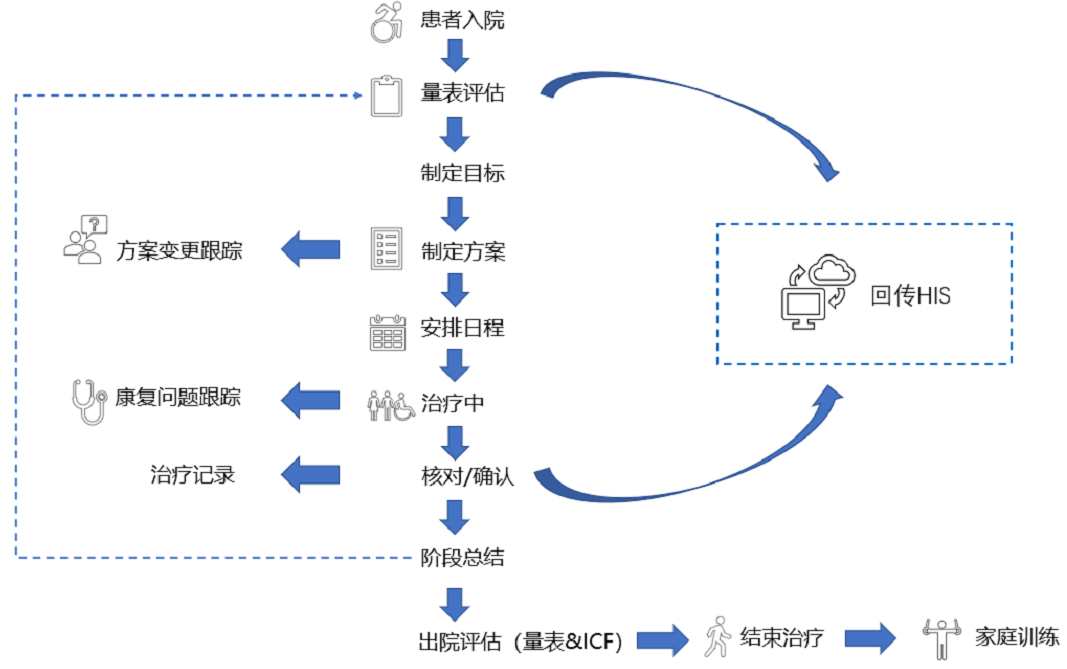 患者入院
量表评估
制定目标
方案变更跟踪
制定方案
回传HIS
安排日程
康复问题跟踪
治疗中
治疗记录
核对/确认
阶段总结
出院评估（量表&ICF）
结束治疗
家庭训练